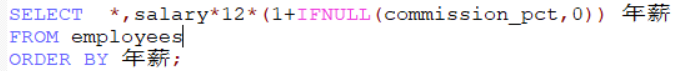 SELECT  *,salary*12*(1+IFNULL(commission_pct,0)) 年薪
FROM employees
ORDER BY 年薪;